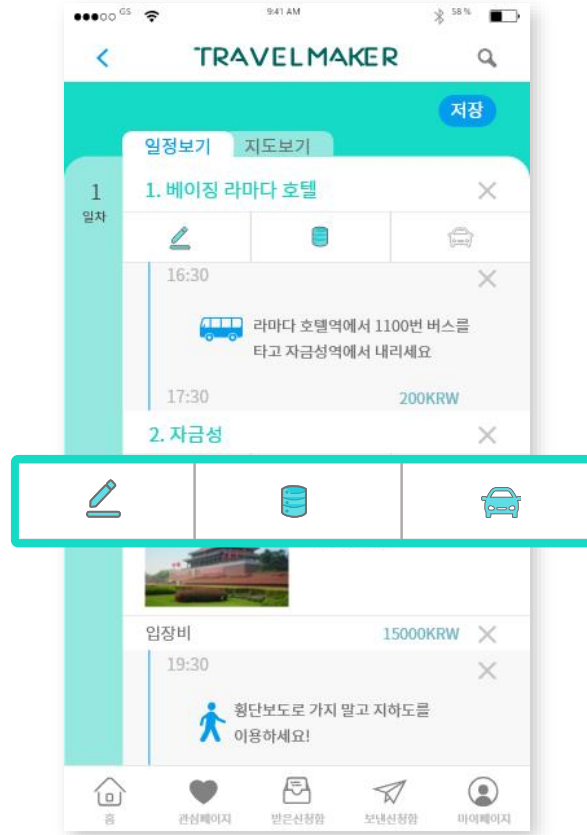 GS
9:41 AM
58 %
TRAVELMAKER
저장
일정보기
지도보기
1
일차
1. 베이징 라마다 호텔
16:30
라마다 호텔역에서 1100번 버스를
타고 자금성역에서 내리세요
17:30
200KRW
2. 자금성
입장비
15000KRW
19:30
횡단보도로 가지 말고 지하도를
이용하세요!
홈
관심페이지
받은신청함
보낸신청함
마이페이지